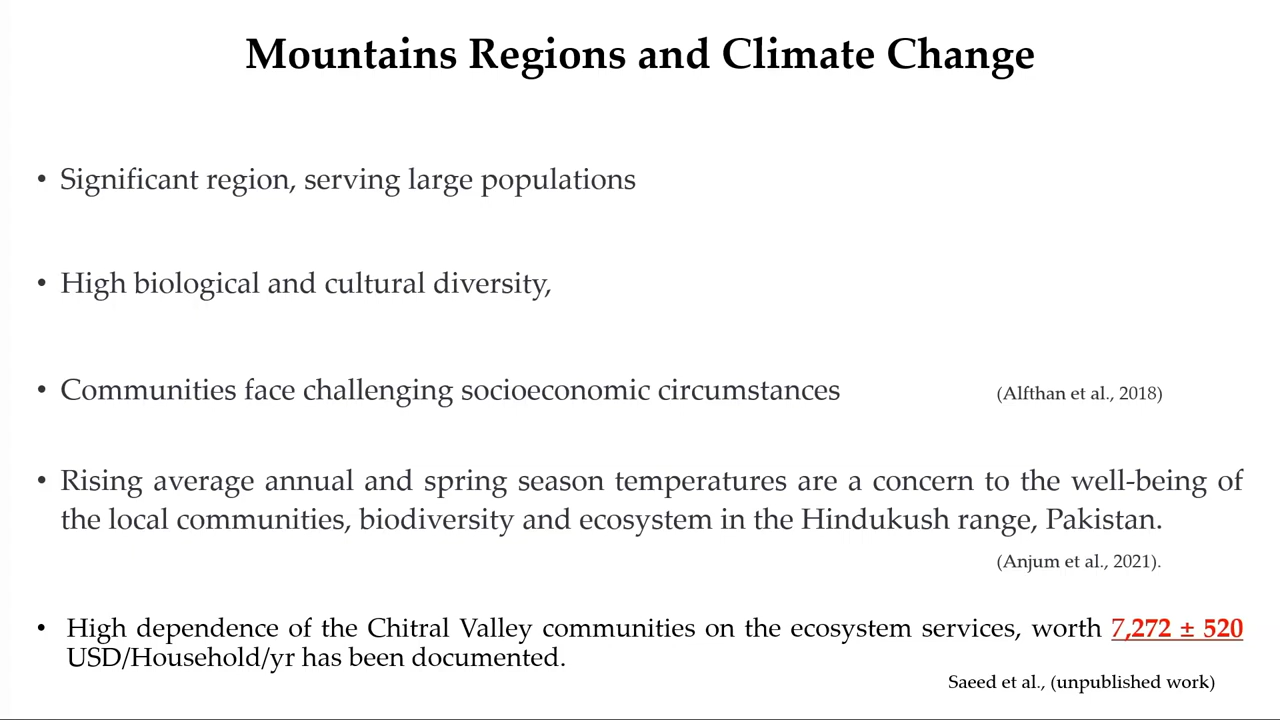 Mountains Regions and Climate Change
• Significant region, serving large populations
• High biological and cultural diversity,
• Communities face challenging socioeconomic circumstances (Alfthan et al., 2018)
• Rising average annual and spring season temperatures are a concern to the well-being of
the local communities, biodiversity and ecosystem in the Hindukush range, Pakistan.
(Anjum et al., 2021).
• High dependence of the Chitral Valley communities on the ecosystem services, worth 7,272 ± 520
USD/Household/yr has been documented.
Saeed et al., (unpublished work)